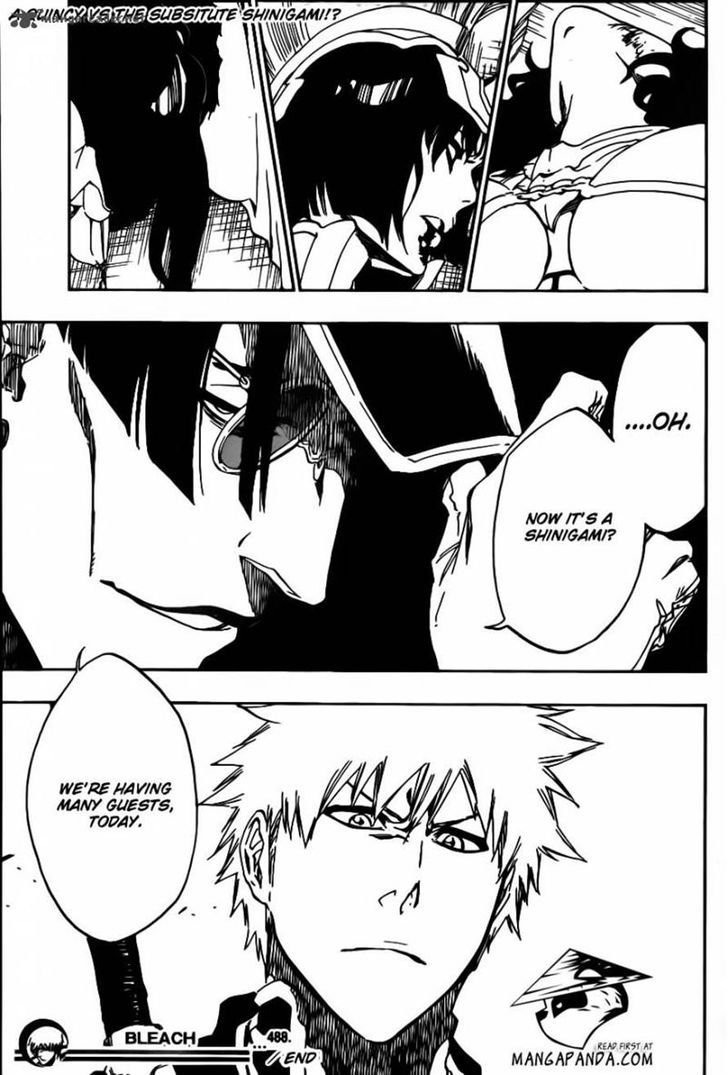 A QUINCY VS THE SUBSITUTE SHINIGAMI!?
....OH.
NOW IT'S A
SHINIGAMI?
WE'RE HAVING
MANY GUESTS,
TODAY.
BLEACH
488.
... / END
READ FIRST AT
MANGAPANDA.COM